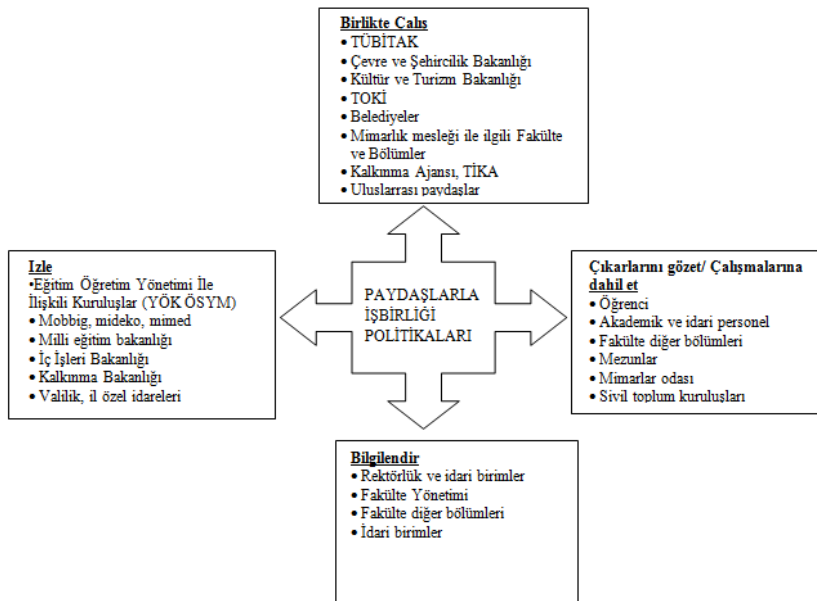 Birlikte Çalış
• TÜBİTAK
• Çevre ve Şehircilik Bakanlığı
• Kültür ve Turizm Bakanlığı
• TOKİ
• Belediyeler
• Mimarlık mesleği ile ilgili Fakülte
ve Bölümler
• Kalkınma Ajansı, TİKA
• Uluslarrası paydaşlar
Izle
•Eğitim Öğretim Yönetimi İle
İlişkili Kuruluşlar (YÖK ÖSYM)
• Mobbig, mideko, mimed
• Milli eğitim bakanlığı
• İç İşleri Bakanlığı
• Kalkınma Bakanlığı
• Valilik, il özel idareleri
PAYDAŞLARLA
İŞBİRLİĞİ
POLİTİKALARI
Çıkarlarını gözet/ Çalışmalarına
dahil et
• Öğrenci
• Akademik ve idari personel
• Fakülte diğer bölümleri
• Mezunlar
• Mimarlar odası
• Sivil toplum kuruluşları
Bilgilendir
• Rektörlük ve idari birimler
• Fakülte Yönetimi
• Fakülte diğer bölümleri
• İdari birimler